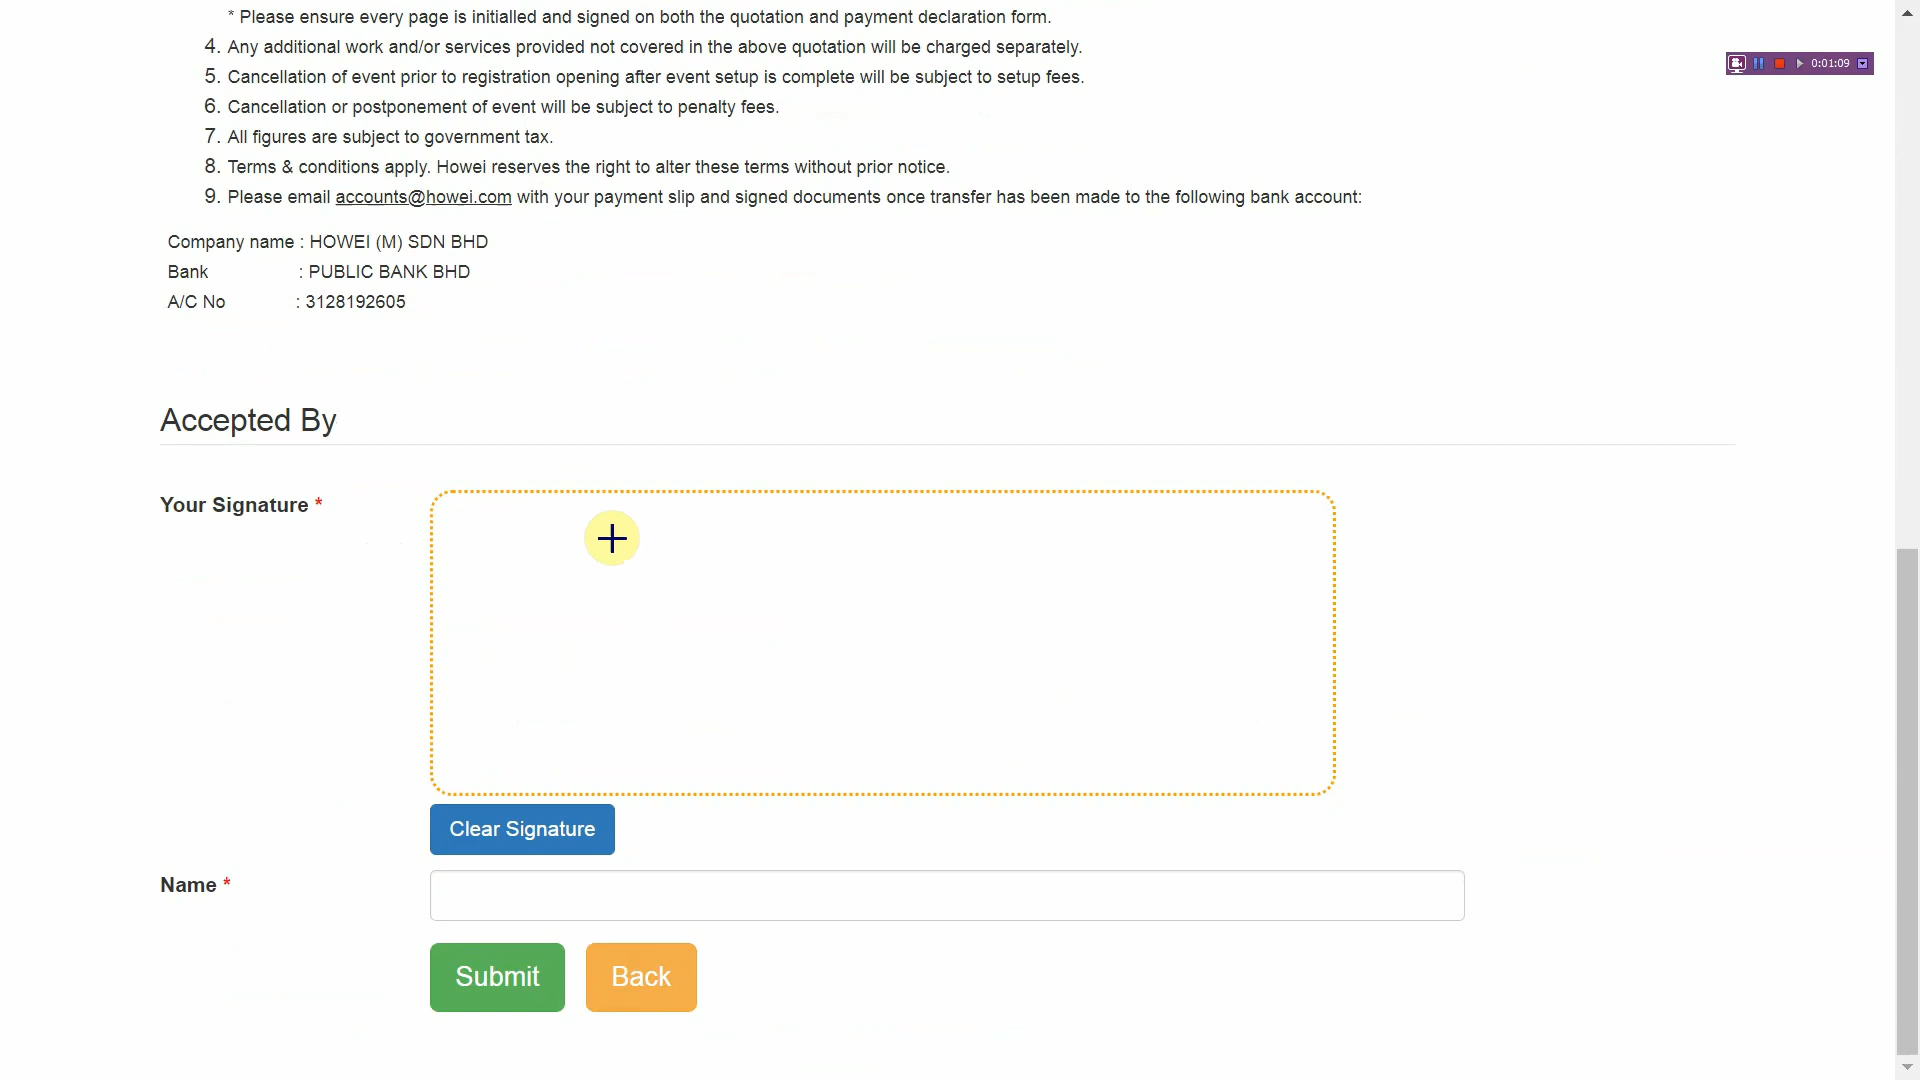 * Please ensure every page is initialled and signed on both the quotation and payment declaration form.
4. Any additional work and/or services provided not covered in the above quotation will be charged separately.
5. Cancellation of event prior to registration opening after event setup is complete will be subject to setup fees.
6. Cancellation or postponement of event will be subject to penalty fees.
7. All figures are subject to government tax.
8. Terms & conditions apply. Howei reserves the right to alter these terms without prior notice.
9. Please email accounts@howei.com with your payment slip and signed documents once transfer has been made to the following bank account:
0:01:09
Company name : HOWEI (M) SDN BHD
Bank : PUBLIC BANK BHD
A/C No : 3128192605
Accepted By
Your Signature *
Clear Signature
Name *
Submit Back